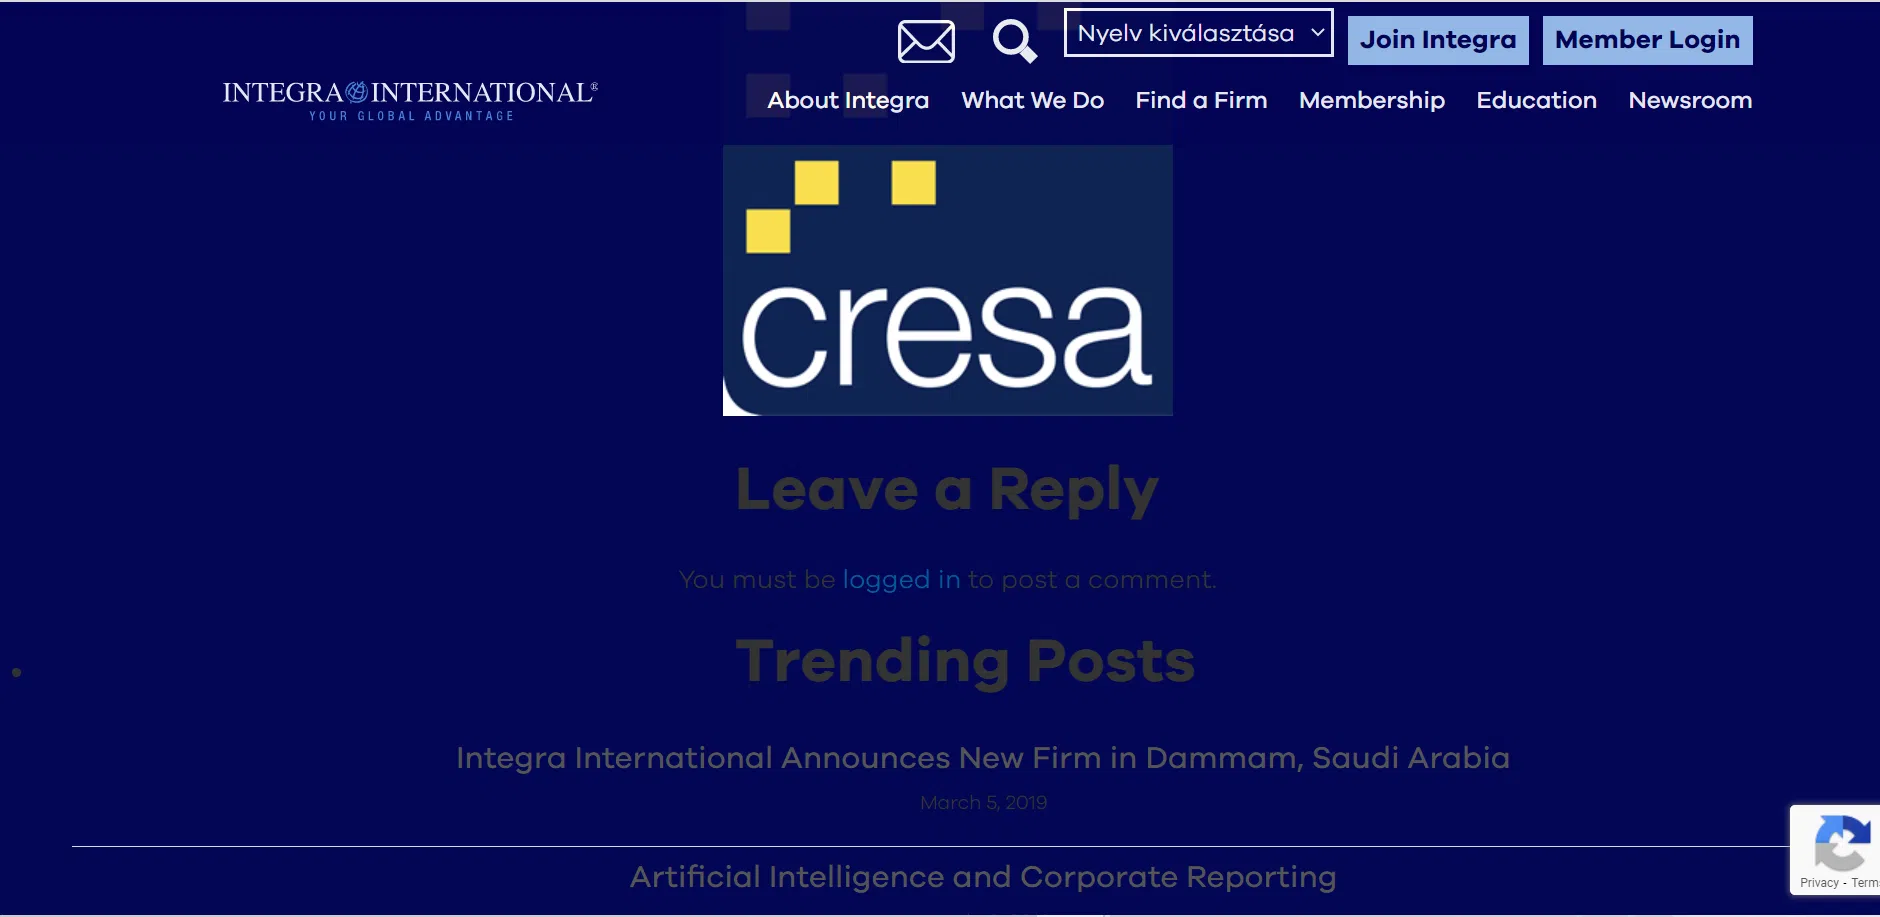 Nyelv kiválasztása
Join Integra
Member Login
INTEGRA INTERNATIONAL®
YOUR GLOBAL ADVANTAGE
About Integra
What We Do
Find a Firm
Membership
Education
Newsroom
cresa
Leave a Reply
You must be logged in to post a comment.
Trending Posts
Integra International Announces New Firm in Dammam, Saudi Arabia
March 5, 2019
Artificial Intelligence and Corporate Reporting
Privacy - Terms